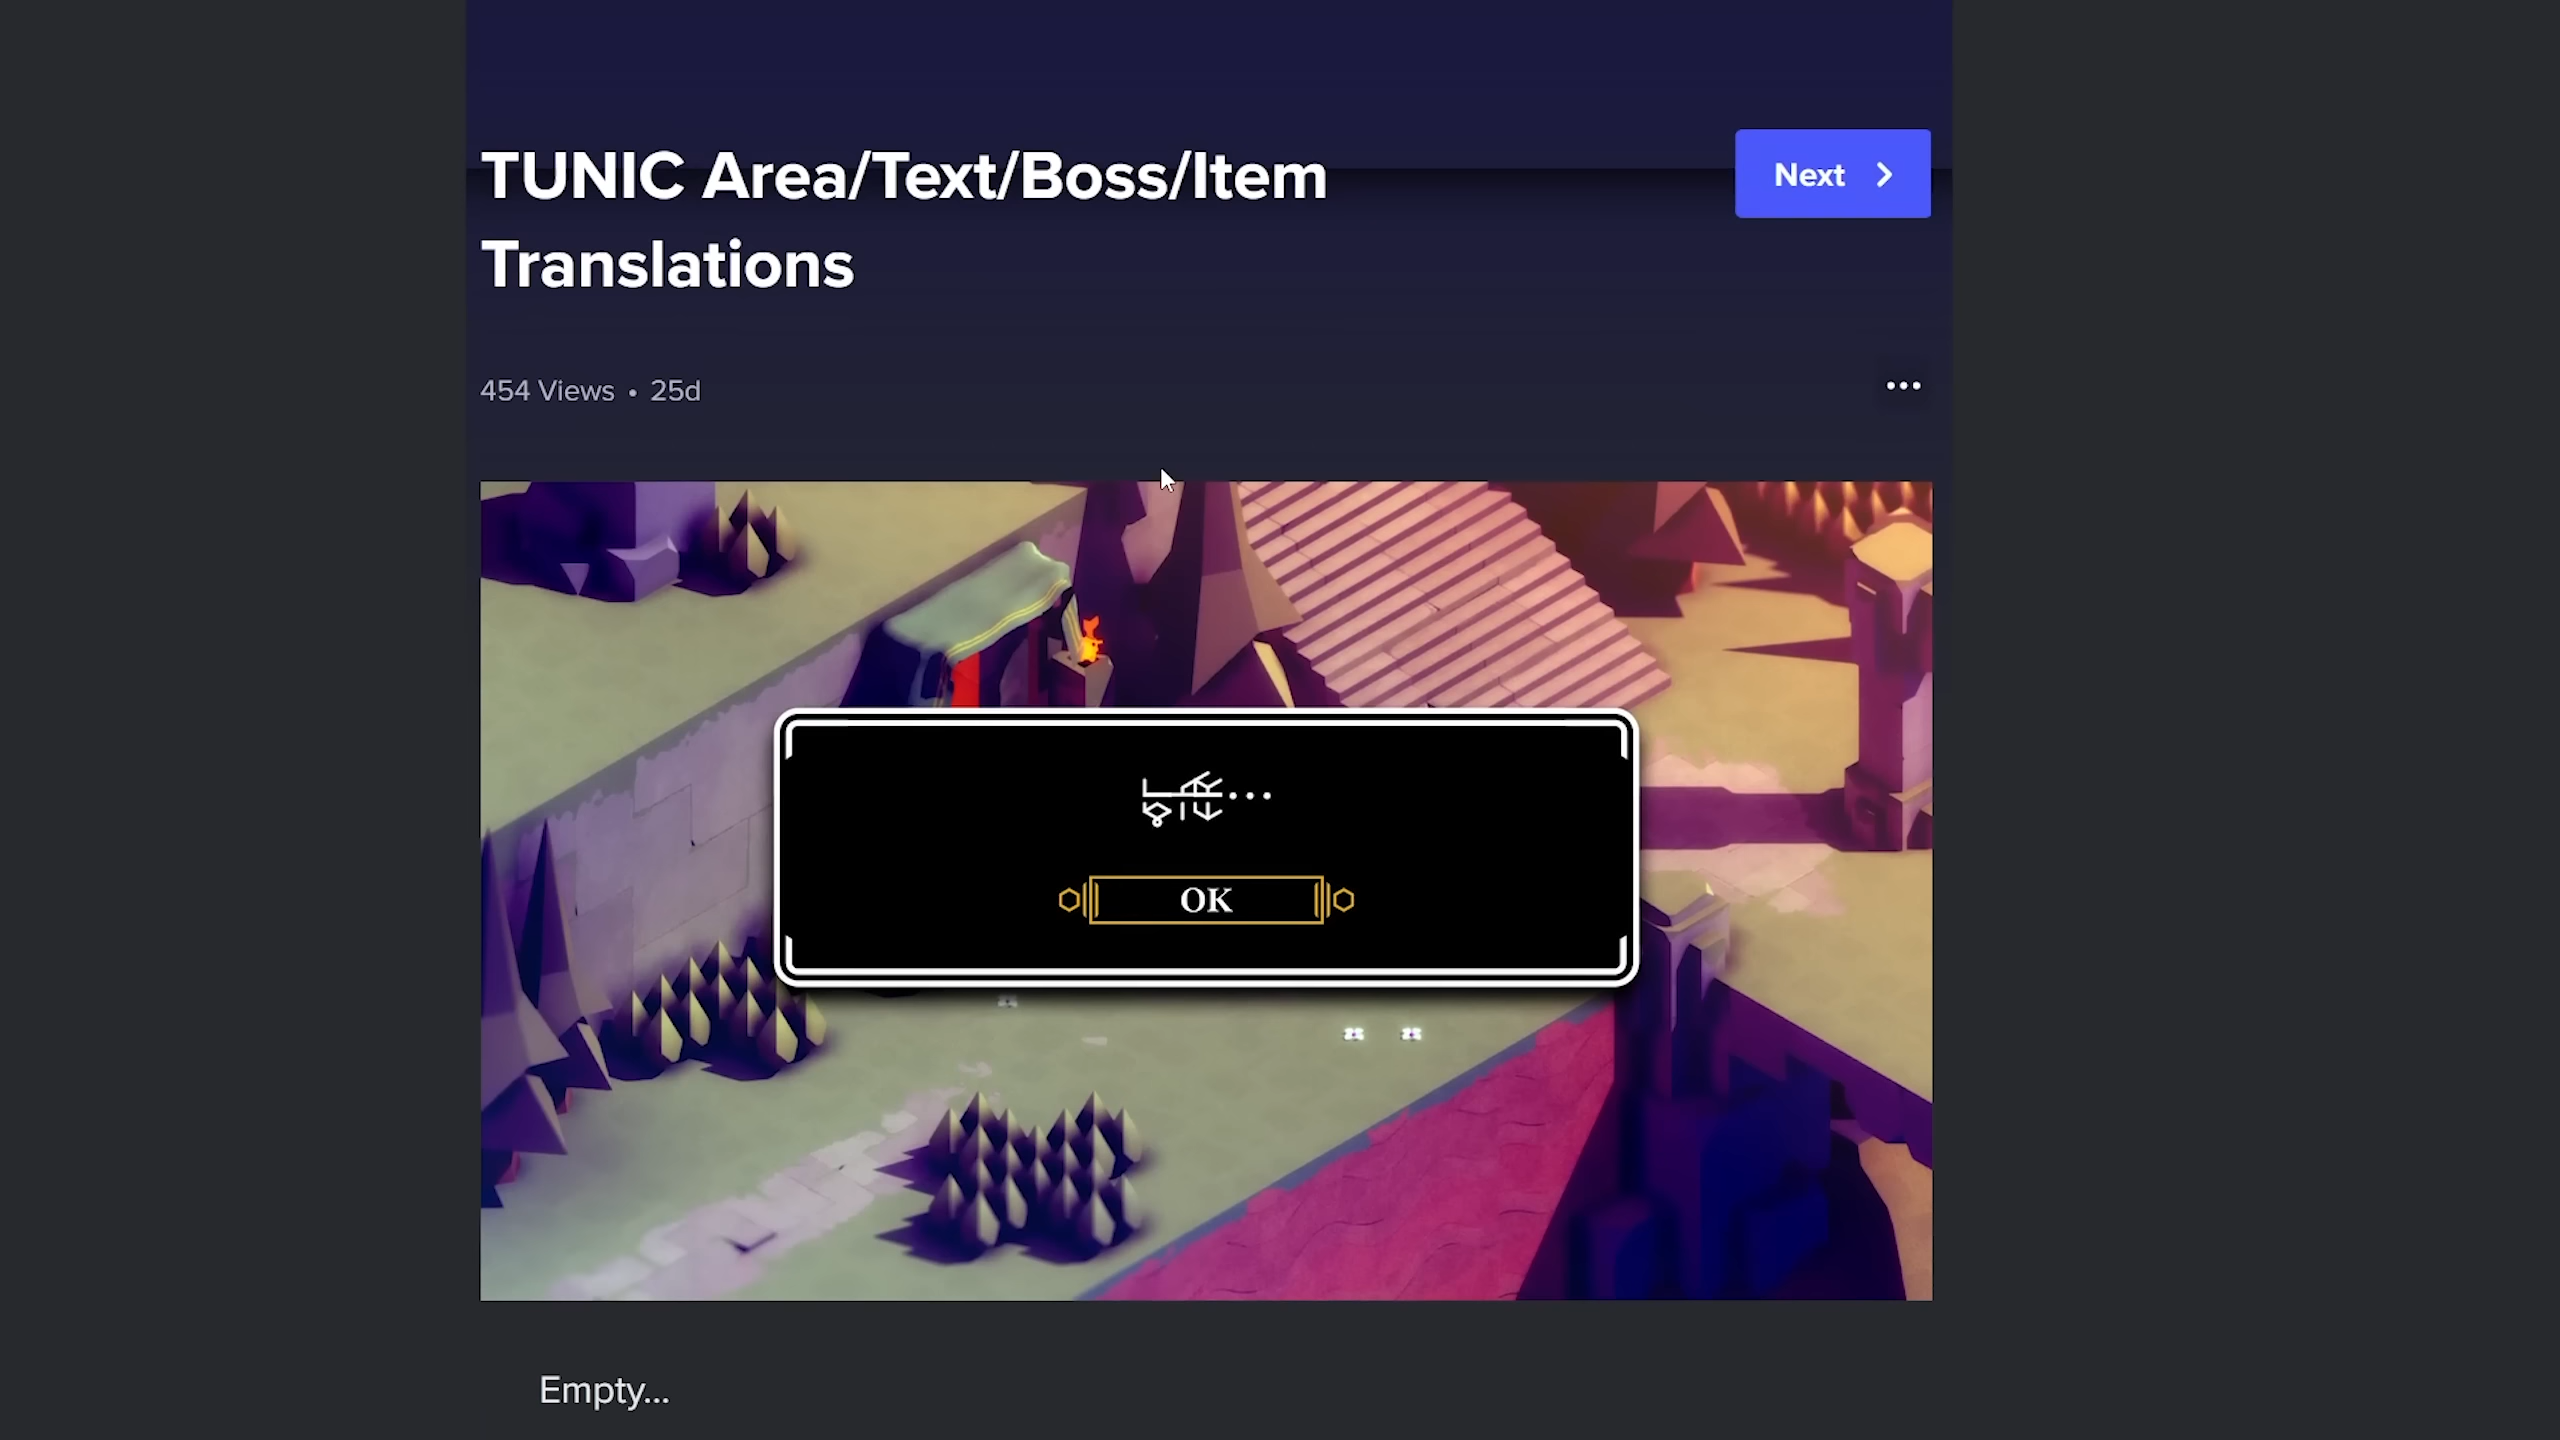 TUNIC Area/Text/Boss/Item
Translations
Next
454 Views • 25d
...
OK
Empty...